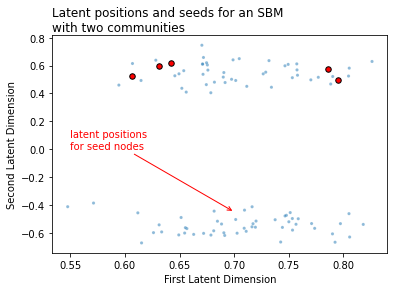 Latent positions and seeds for an SBM
with two communities
0.8
0.6
0.4
0.2
0.0
−0.2
−0.4
−0.6
Second Latent Dimension
latent positions
for seed nodes
0.55 0.60 0.65 0.70 0.75 0.80
First Latent Dimension